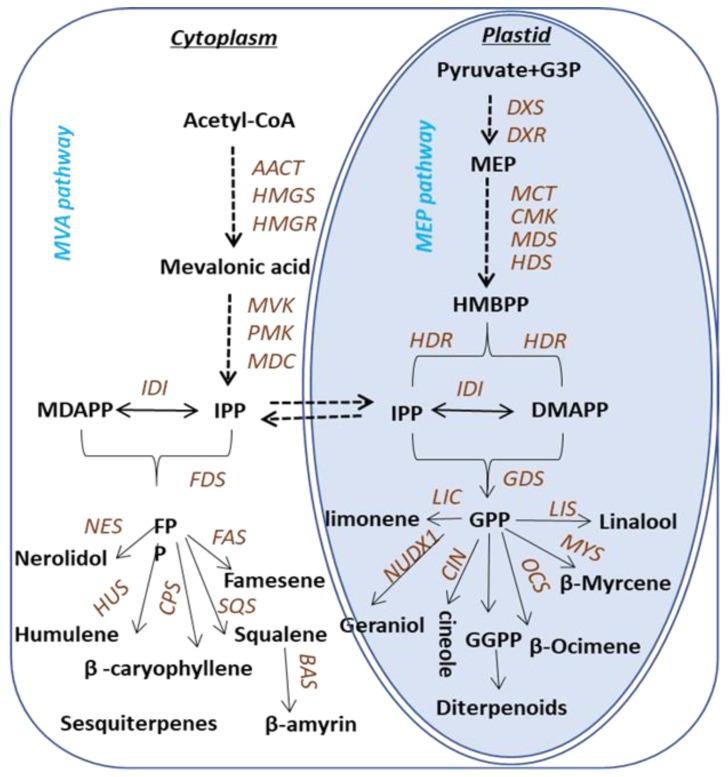 Cytoplasm
Plastid
Pyruvate+G3P
DXS
DXR
Acetyl-CoA
MVA pathway
MEP pathway
MEP
AACT
HMGS
HMGR
MCT
CMK
MDS
HDS
Mevalonic acid
HMBPP
MVK
PMK
MDC
HDR
HDR
IDI
IDI
MDAPP
IPP
IPP
DMAPP
FDS
GDS
NES
FP
P
FAS
LIC
LIS
limonene
GPP
Linalool
Nerolidol
Famesene
NUDX1
CIN
OCS
MYS
β-Myrcene
HUS
CPS
SQS
Humulene
Squalene
Geraniol
cineole
GGPP
β-Ocimene
β -caryophyllene
BAS
Diterpenoids
Sesquiterpenes
β-amyrin